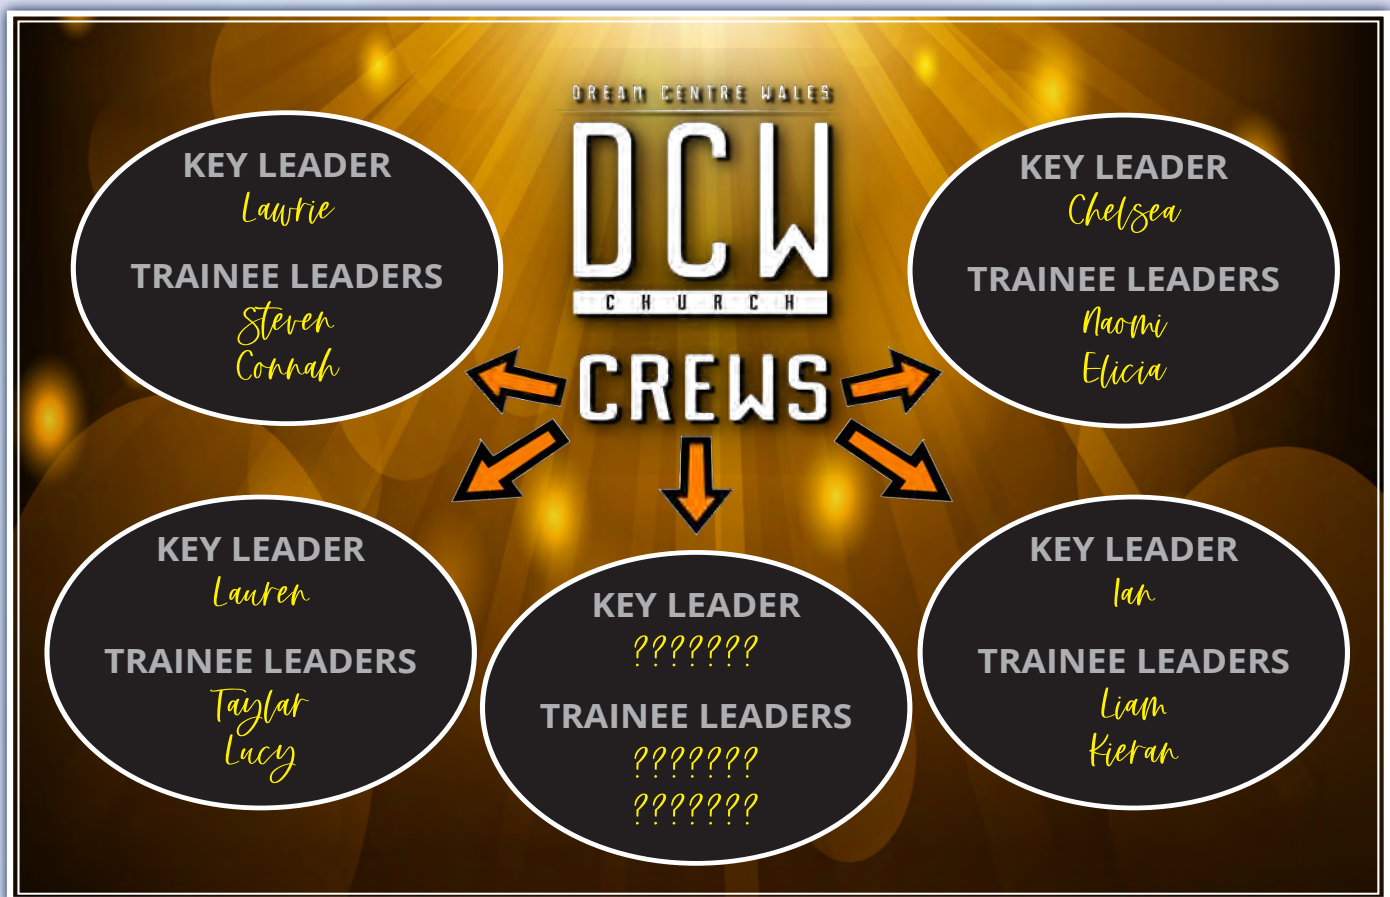 DREAM CENTRE WALES
DCW
CHURCH
CREWS
KEY LEADER
Lawrie
TRAINEE LEADERS
Steven
Connah
KEY LEADER
Chelsea
TRAINEE LEADERS
Naomi
Elicia
KEY LEADER
Lauren
TRAINEE LEADERS
Taylar
Lucy
KEY LEADER
???????
TRAINEE LEADERS
???????
???????
KEY LEADER
Ian
TRAINEE LEADERS
Liam
Kieran